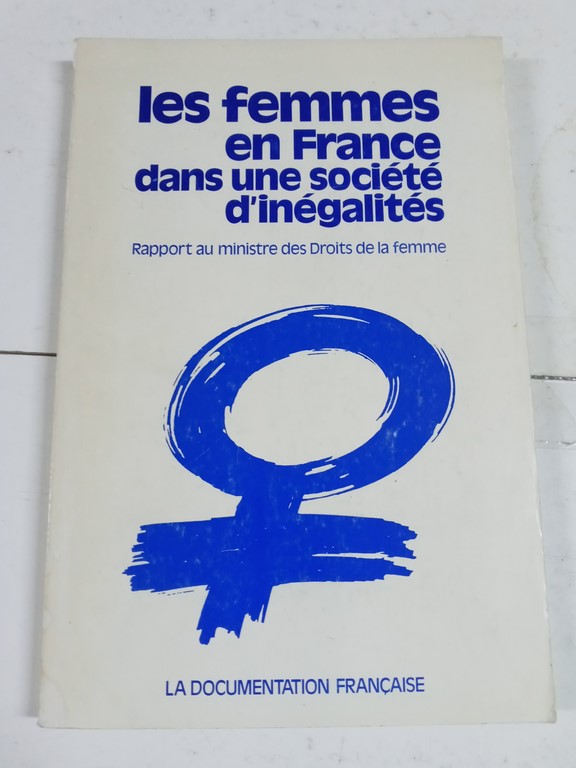 les femmes
en France
dans une société
d'inégalités
Rapport au ministre des Droits de la femme
LA DOCUMENTATION FRANÇAISE